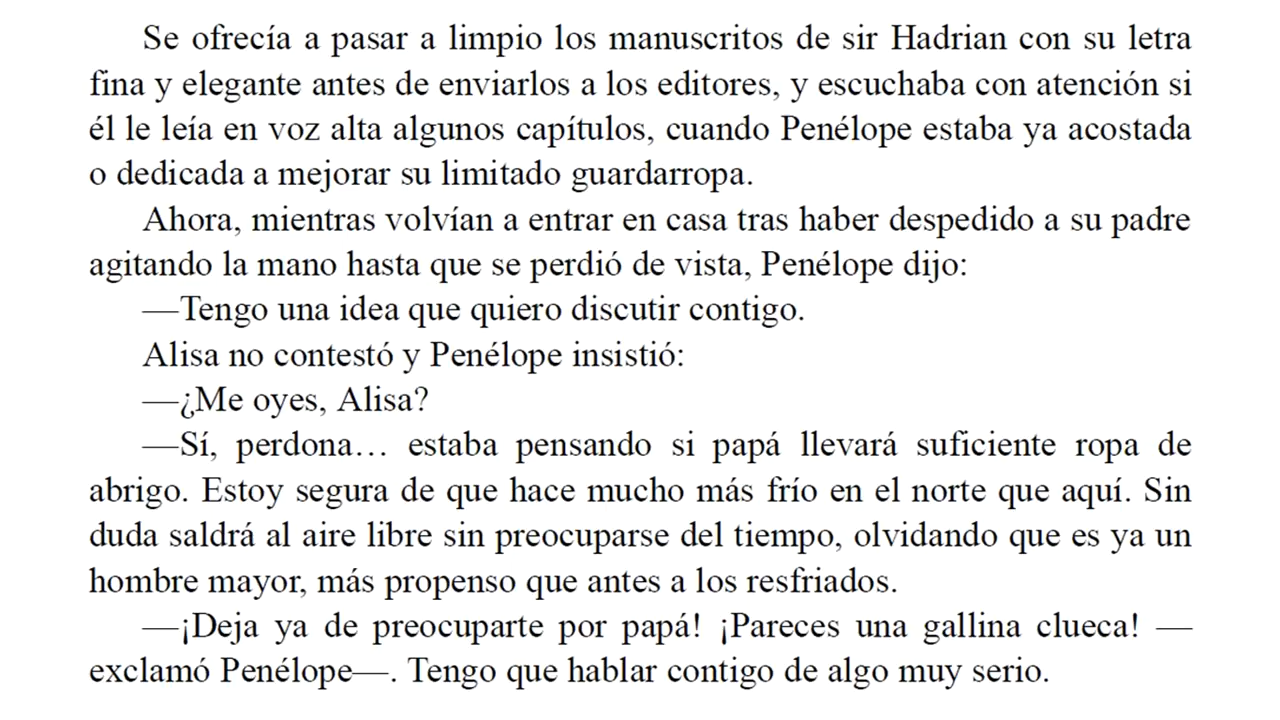 Se ofrecía a pasar a limpio los manuscritos de sir Hadrian con su letra
fina y elegante antes de enviarlos a los editores, y escuchaba con atención si
él le leía en voz alta algunos capítulos, cuando Penélope estaba ya acostada
o dedicada a mejorar su limitado guardarropa.
Ahora, mientras volvían a entrar en casa tras haber despedido a su padre
agitando la mano hasta que se perdió de vista, Penélope dijo:
—Tengo una idea que quiero discutir contigo.
Alisa no contestó y Penélope insistió:
—¿Me oyes, Alisa?
—Sí, perdona… estaba pensando si papá llevará suficiente ropa de
abrigo. Estoy segura de que hace mucho más frío en el norte que aquí. Sin
duda saldrá al aire libre sin preocuparse del tiempo, olvidando que es ya un
hombre mayor, más propenso que antes a los resfriados.
—¡Deja ya de preocuparte por papá! ¡Pareces una gallina clueca! —
exclamó Penélope—. Tengo que hablar contigo de algo muy serio.